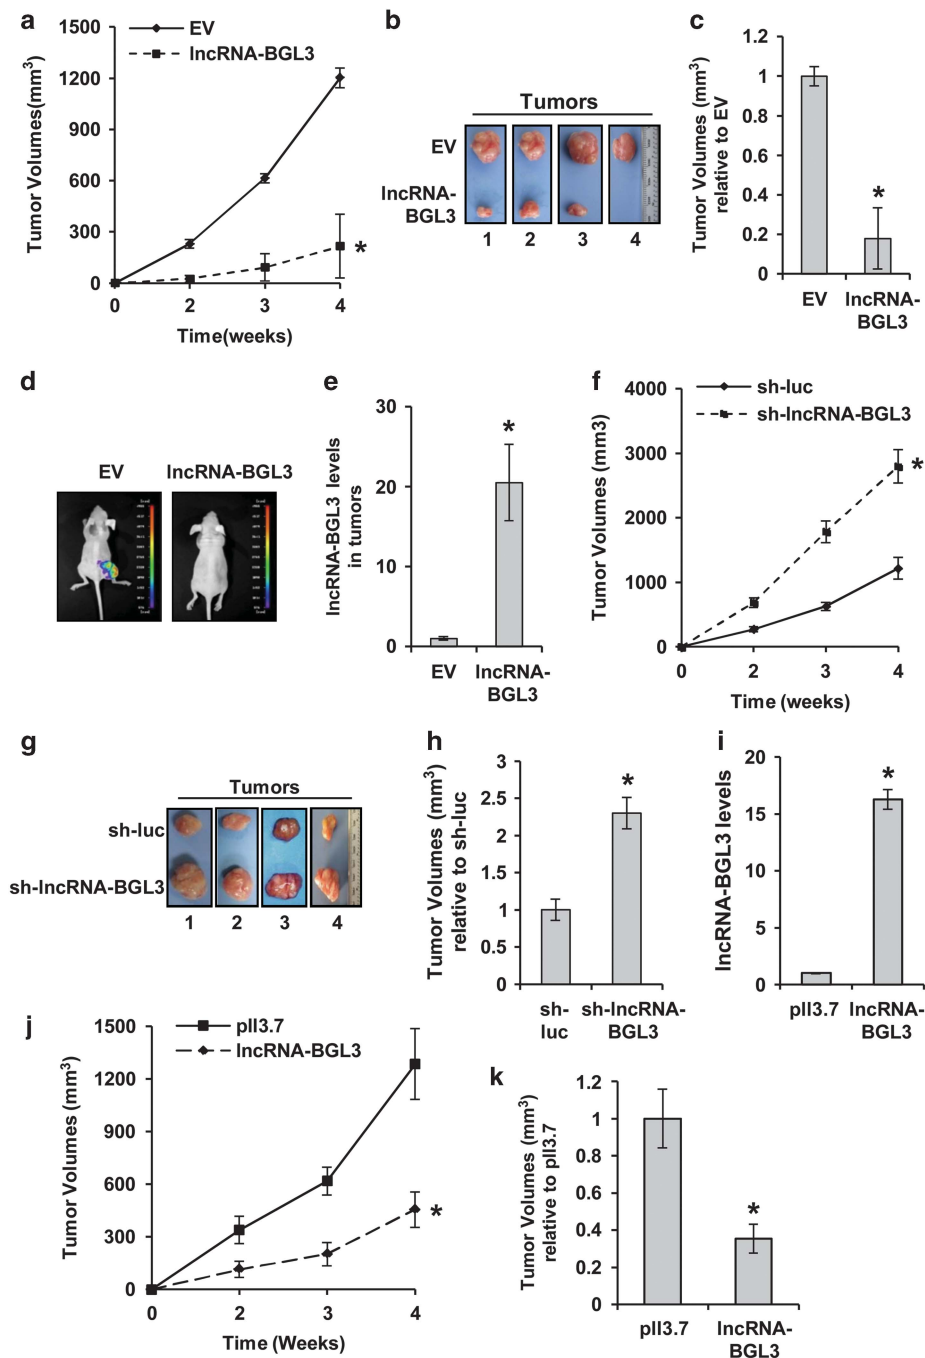 a
Tumor Volumes(mm3)
1500
1200
900
600
300
0
EV
lncRNA-BGL3
*
0 2 3 4
Time(weeks)
b
Tumors
EV
lncRNA-
BGL3
1 2 3 4
c
Tumor Volumes (mm3)
relative to EV
1.2
1
0.8
0.6
0.4
0.2
0
*
EV lncRNA-
BGL3
d
EV lncRNA-BGL3
e
lncRNA-BGL3 levels
in tumors
30
20
10
0
*
EV lncRNA-
BGL3
f
Tumor Volumes (mm3)
4000
3000
2000
1000
0
sh-luc
sh-lncRNA-BGL3
*
0 2 3 4
Time (weeks)
g
Tumors
sh-luc
sh-lncRNA-BGL3
1 2 3 4
h
Tumor Volumes (mm3)
relative to sh-luc
3
2.5
2
1.5
1
0.5
0
*
sh- sh-lncRNA-
luc BGL3
i
lncRNA-BGL3 levels
20
15
10
5
0
*
pll3.7 lncRNA-
BGL3
j
Tumor Volumes (mm3)
1500
1200
900
600
300
0
pll3.7
lncRNA-BGL3
*
0 2 3 4
Time (Weeks)
k
Tumor Volumes (mm3)
relative to pll3.7
1.2
1
0.8
0.6
0.4
0.2
0
*
pll3.7 lncRNA-
BGL3